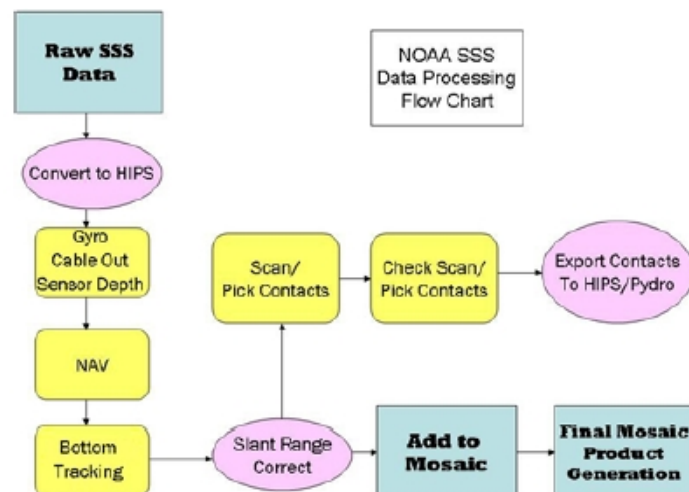 Raw SSS
Data
NOAA SSS
Data Processing
Flow Chart
Convert to HIPS
Gyro
Cable Out
Sensor Depth
Scan/
Pick Contacts
Check Scan/
Pick Contacts
Export Contacts
To HIPS/Pydro
NAV
Bottom
Tracking
Slant Range
Correct
Add to
Mosaic
Final Mosaic
Product
Generation